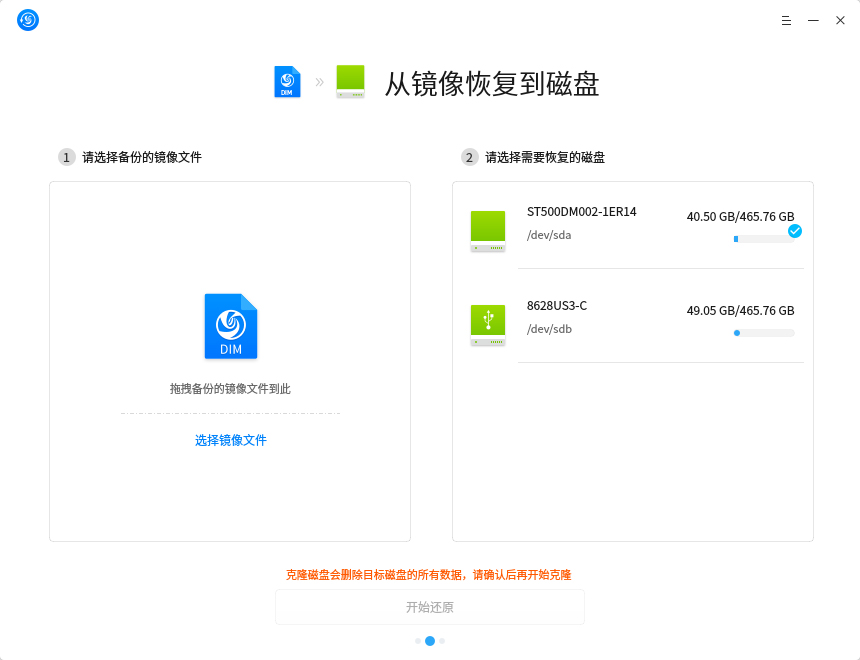 DIM
从镜像恢复到磁盘
1 请选择备份的镜像文件
2 请选择需要恢复的磁盘
DIM
拖拽备份的镜像文件到此
选择镜像文件
ST500DM002-1ER14
40.50 GB/465.76 GB
/dev/sda
8628US3-C
49.05 GB/465.76 GB
/dev/sdb
克隆磁盘会删除目标磁盘的所有数据，请确认后再开始克隆
开始还原